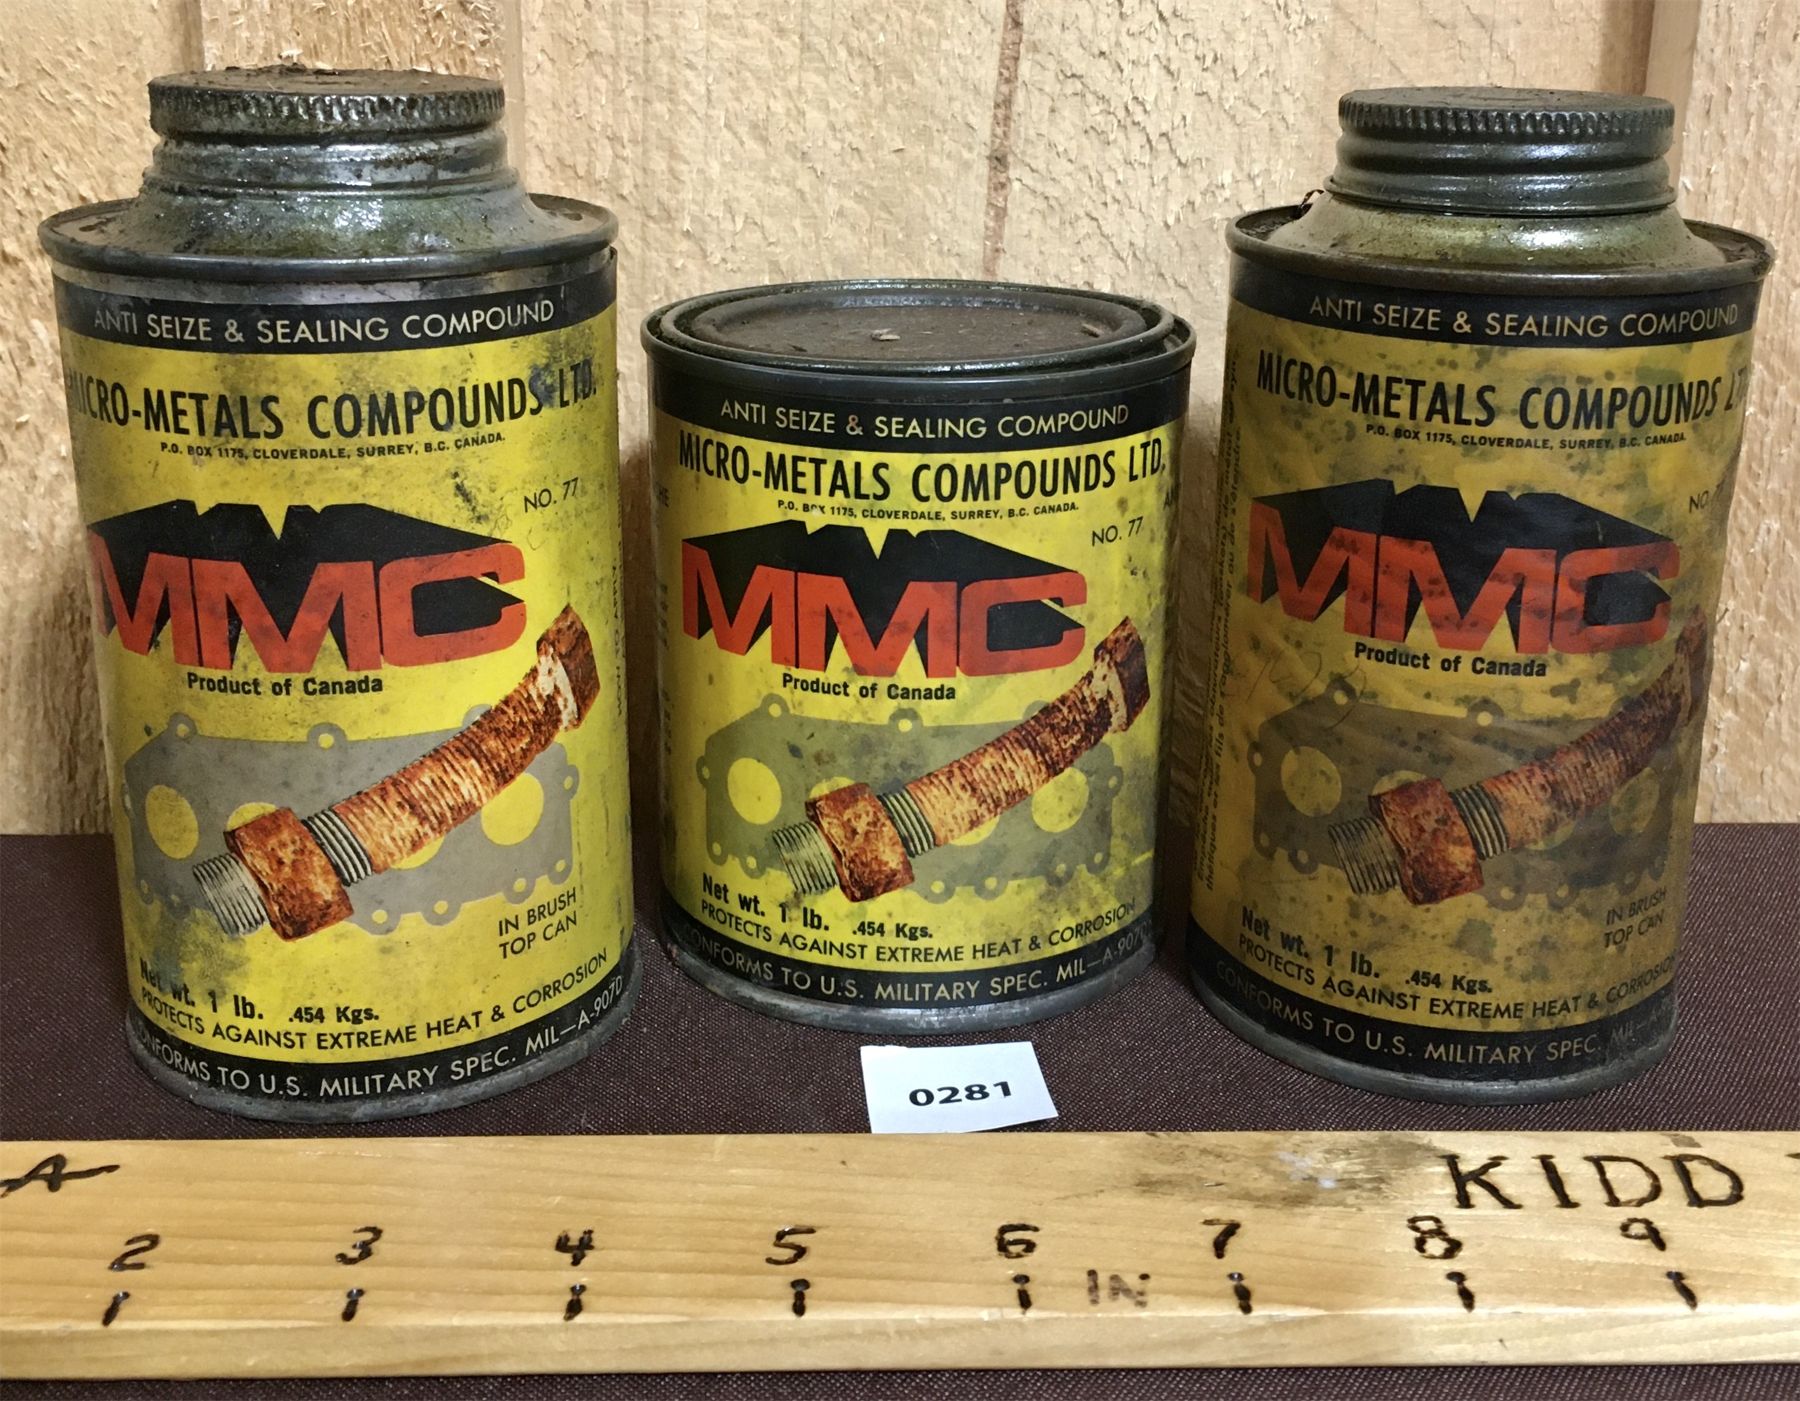 ANTI SEIZE & SEALING COMPOUND
MICRO-METALS COMPOUNDS LTD.
P.O. BOX 1175, CLOVERDALE, SURREY, B.C. CANADA.
NO. 77
MMC
Product of Canada
IN BRUSH
TOP CAN
Net wt. 1 lb. .454 Kgs.
PROTECTS AGAINST EXTREME HEAT & CORROSION
CONFORMS TO U.S. MILITARY SPEC. MIL—A-907D
ANTI SEIZE & SEALING COMPOUND
MICRO-METALS COMPOUNDS LTD.
P.O. BOX 1175, CLOVERDALE, SURREY, B.C. CANADA.
NO. 77
MMC
Product of Canada
Net wt. 1 lb. .454 Kgs.
PROTECTS AGAINST EXTREME HEAT & CORROSION
CONFORMS TO U.S. MILITARY SPEC. MIL—A-907D
ANTI SEIZE & SEALING COMPOUND
MICRO-METALS COMPOUNDS LT
P.O. BOX 1175, CLOVERDALE, SURREY, B.C. CANADA.
NO. 77
MMC
Product of Canada
IN BRUSH
TOP CAN
Net wt. 1 lb. .454 Kgs.
PROTECTS AGAINST EXTREME HEAT & CORROSION
CONFORMS TO U.S. MILITARY SPEC. MIL—A
0281
A KIDD
2 3 4 5 6 7 8 9
IN